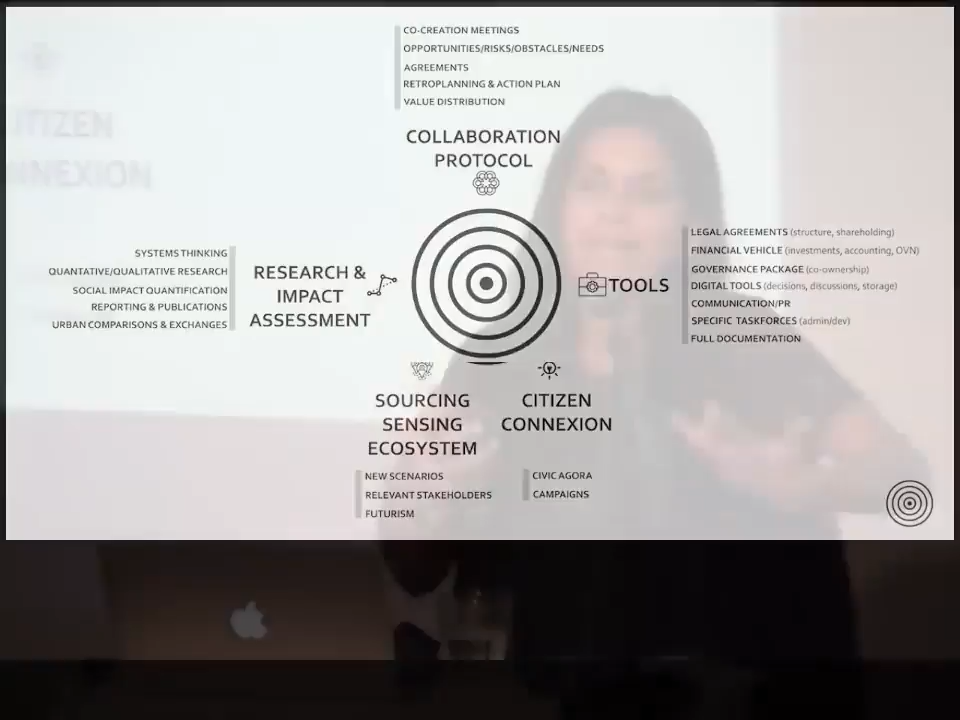 CO-CREATION MEETINGS
OPPORTUNITIES/RISKS/OBSTACLES/NEEDS
AGREEMENTS
RETROPLANNING & ACTION PLAN
VALUE DISTRIBUTION
COLLABORATION
PROTOCOL
SYSTEMS THINKING
QUANTATIVE/QUALITATIVE RESEARCH
SOCIAL IMPACT QUANTIFICATION
REPORTING & PUBLICATIONS
URBAN COMPARISONS & EXCHANGES
RESEARCH &
IMPACT
ASSESSMENT
TOOLS
LEGAL AGREEMENTS (structure, shareholding)
FINANCIAL VEHICLE (investments, accounting, OVN)
GOVERNANCE PACKAGE (co-ownership)
DIGITAL TOOLS (decisions, discussions, storage)
COMMUNICATION/PR
SPECIFIC TASKFORCES (admin/dev)
FULL DOCUMENTATION
SOURCING
SENSING
ECOSYSTEM
NEW SCENARIOS
RELEVANT STAKEHOLDERS
FUTURISM
CITIZEN
CONNEXION
CIVIC AGORA
CAMPAIGNS